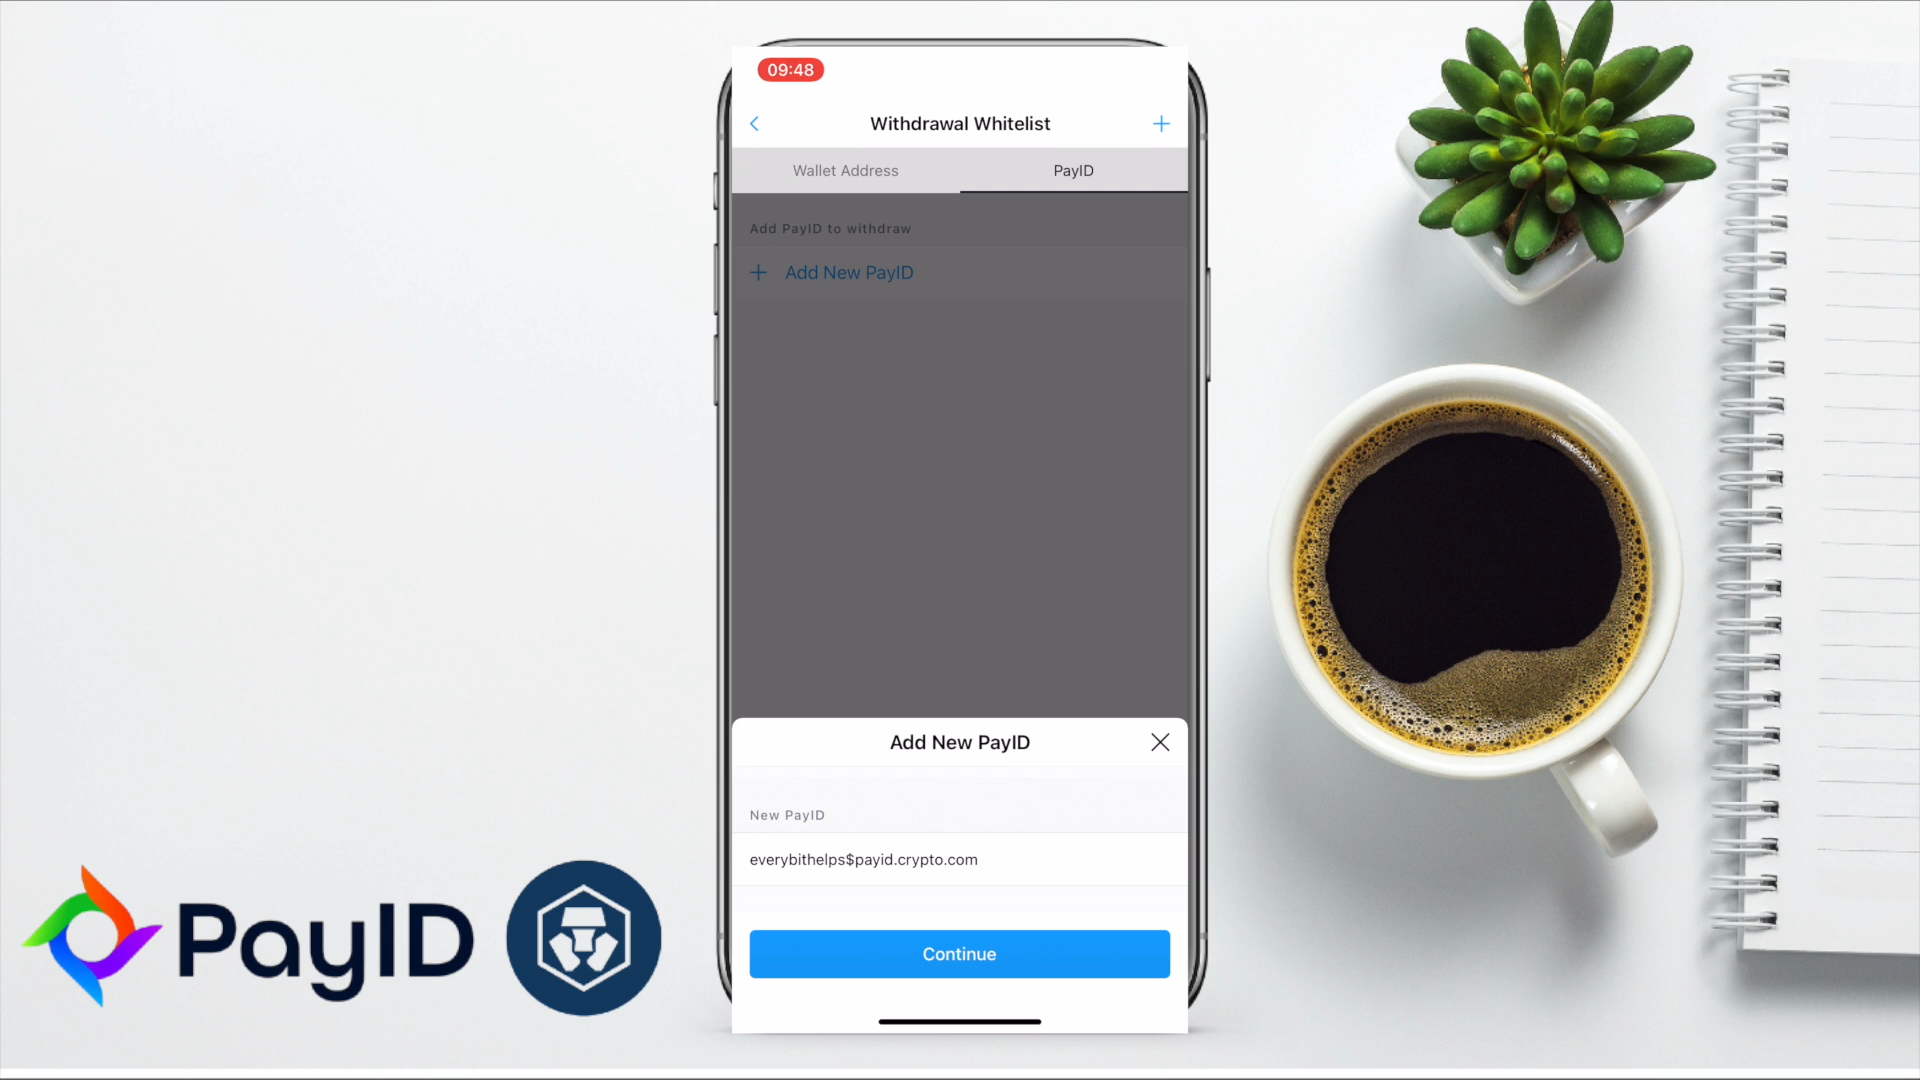 09:48
Withdrawal Whitelist
Wallet Address
PayID
Add PayID to withdraw
Add New PayID
Add New PayID
New PayID
everybithelps$payid.crypto.com
Continue
PayID